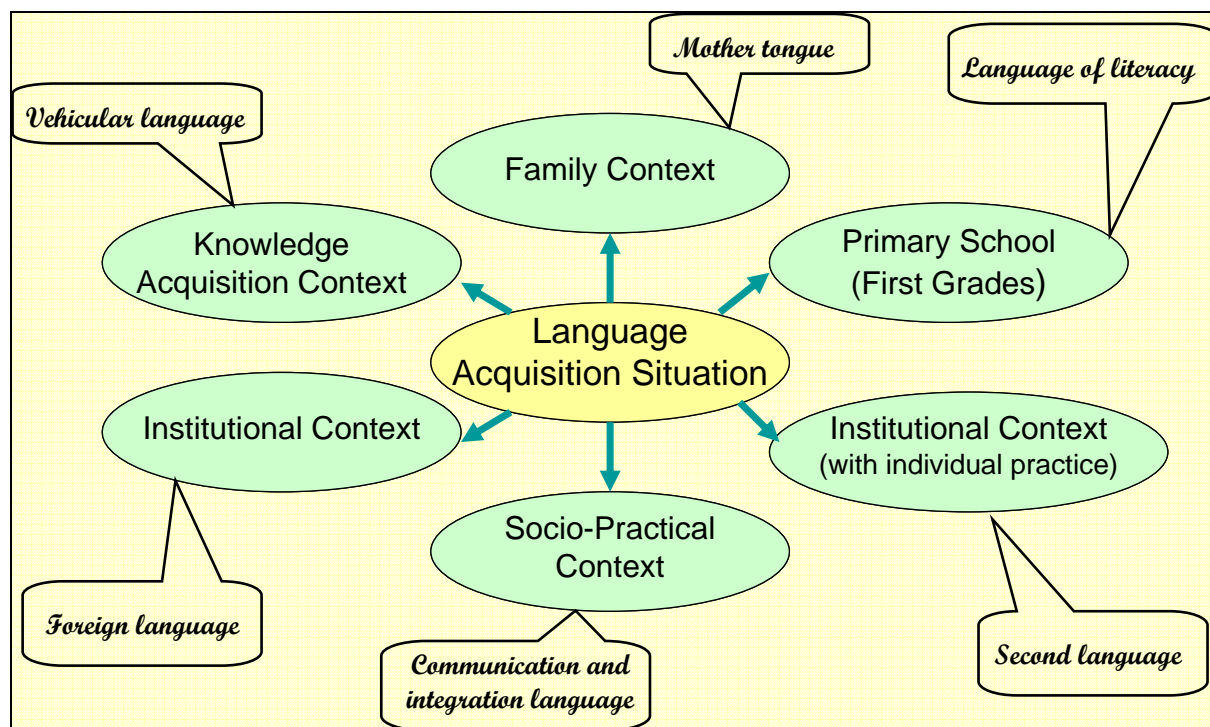 Mother tongue
Language of literacy
Vehicular language
Family Context
Knowledge
Acquisition Context
Primary School
(First Grades)
Language
Acquisition Situation
Institutional Context
Institutional Context
(with individual practice)
Socio-Practical
Context
Foreign language
Communication and
integration language
Second language